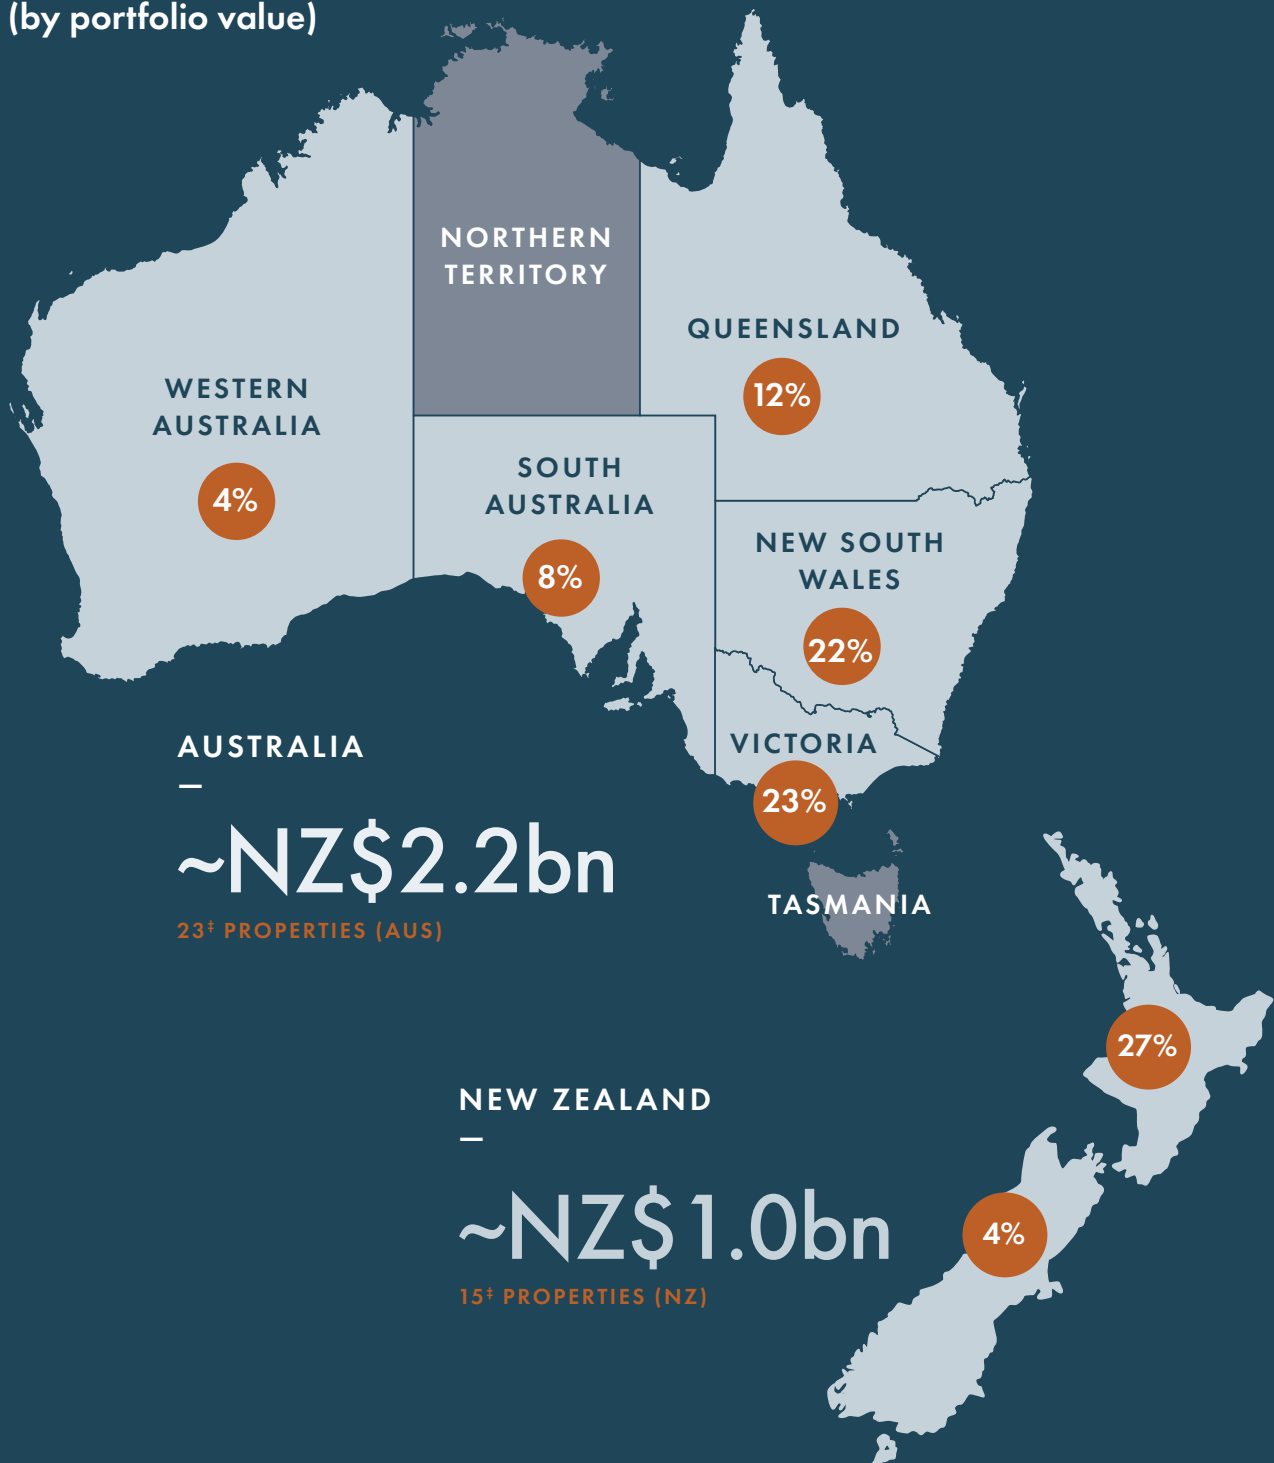 (by portfolio value)
NORTHERN
TERRITORY
QUEENSLAND
12%
WESTERN
AUSTRALIA
4%
SOUTH
AUSTRALIA
8%
NEW SOUTH
WALES
22%
VICTORIA
23%
AUSTRALIA
—
~NZ$2.2bn
23‡ PROPERTIES (AUS)
TASMANIA
27%
NEW ZEALAND
—
~NZ$1.0bn
15‡ PROPERTIES (NZ)
4%